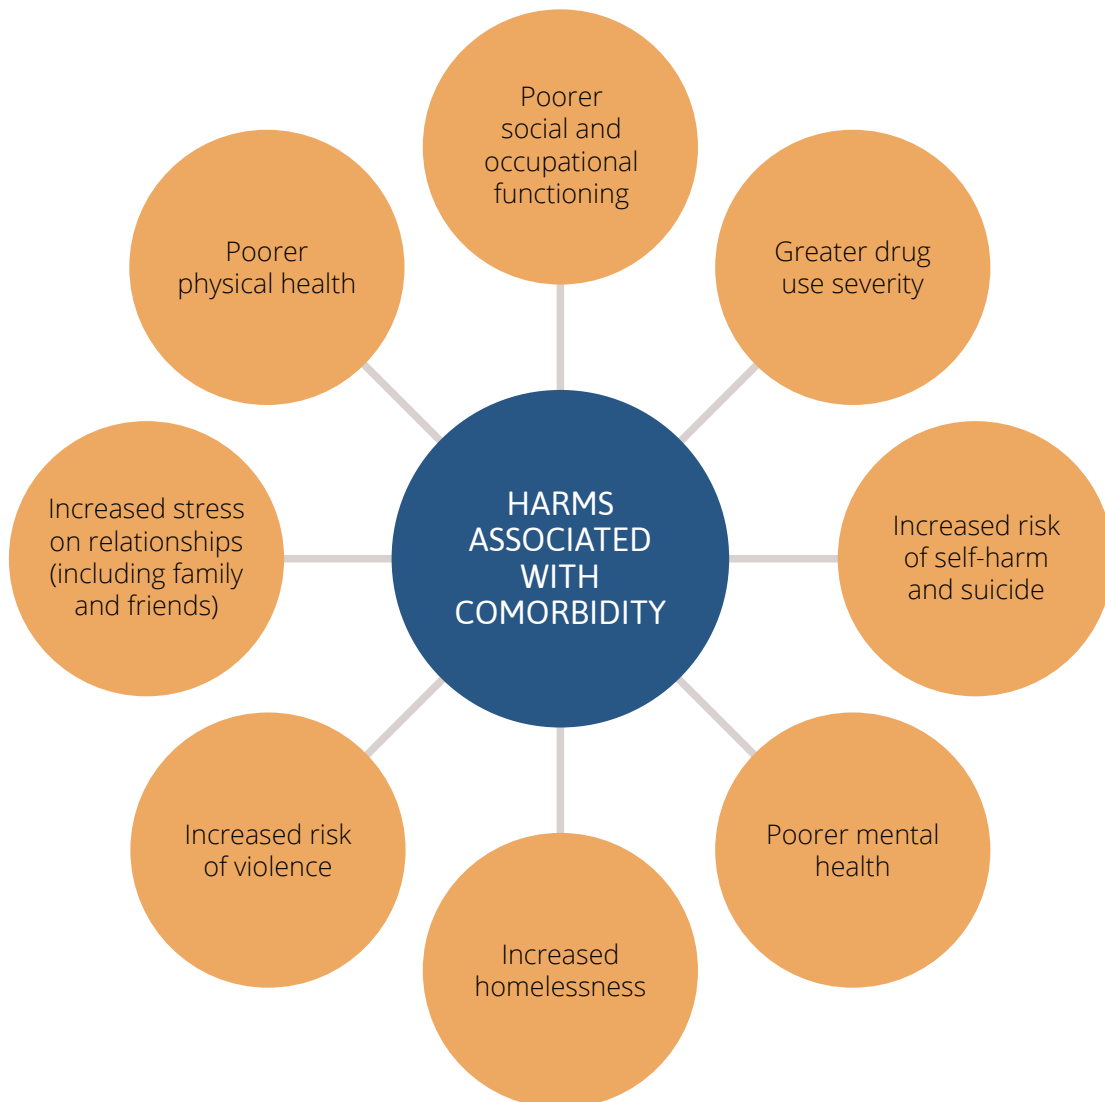 Poorer
social and
occupational
functioning
Greater drug
use severity
Increased risk
of self-harm
and suicide
Poorer mental
health
Increased
homelessness
Increased risk
of violence
Increased stress
on relationships
(including family
and friends)
Poorer
physical health
HARMS
ASSOCIATED
WITH
COMORBIDITY